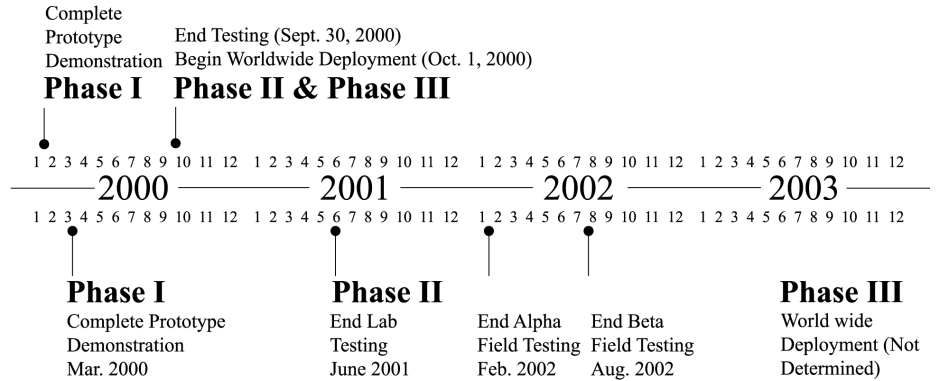 Complete
Prototype
Demonstration
Phase I
End Testing (Sept. 30, 2000)
Begin Worldwide Deployment (Oct. 1, 2000)
Phase II & Phase III
1 2 3 4 5 6 7 8 9 10 11 12 1 2 3 4 5 6 7 8 9 10 11 12 1 2 3 4 5 6 7 8 9 10 11 12 1 2 3 4 5 6 7 8 9 10 11 12
2000 2001 2002 2003
1 2 3 4 5 6 7 8 9 10 11 12 1 2 3 4 5 6 7 8 9 10 11 12 1 2 3 4 5 6 7 8 9 10 11 12 1 2 3 4 5 6 7 8 9 10 11 12
Phase I
Complete Prototype
Demonstration
Mar. 2000
Phase II
End Lab
Testing
June 2001
End Alpha
Field Testing
Feb. 2002
End Beta
Field Testing
Aug. 2002
Phase III
World wide
Deployment (Not
Determined)